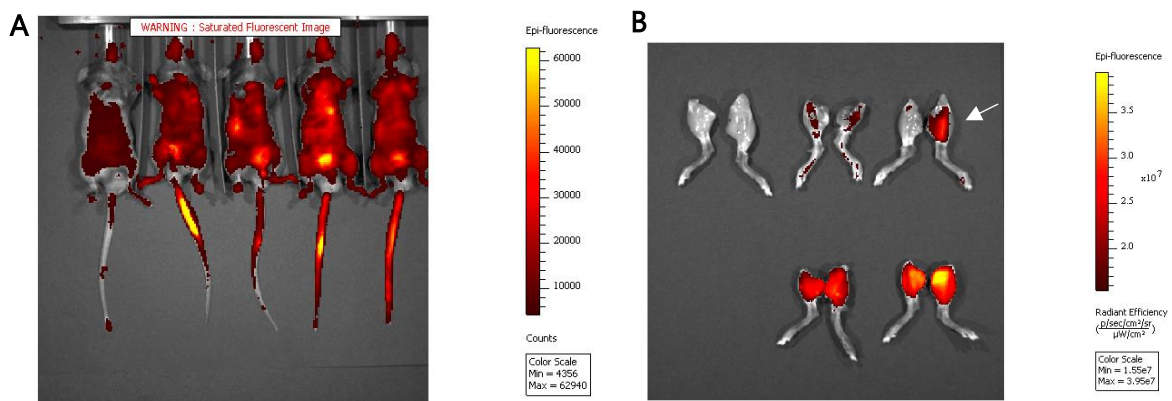 A
WARNING : Saturated Fluorescent Image
Epi-fluorescence
60000
50000
40000
30000
20000
10000
Counts
Color Scale
Min = 4356
Max = 62940
B
Epi-fluorescence
3.5
3.0
x10⁷
2.5
2.0
Radiant Efficiency
(p/sec/cm²/sr
µW/cm²)
Color Scale
Min = 1.55e7
Max = 3.95e7